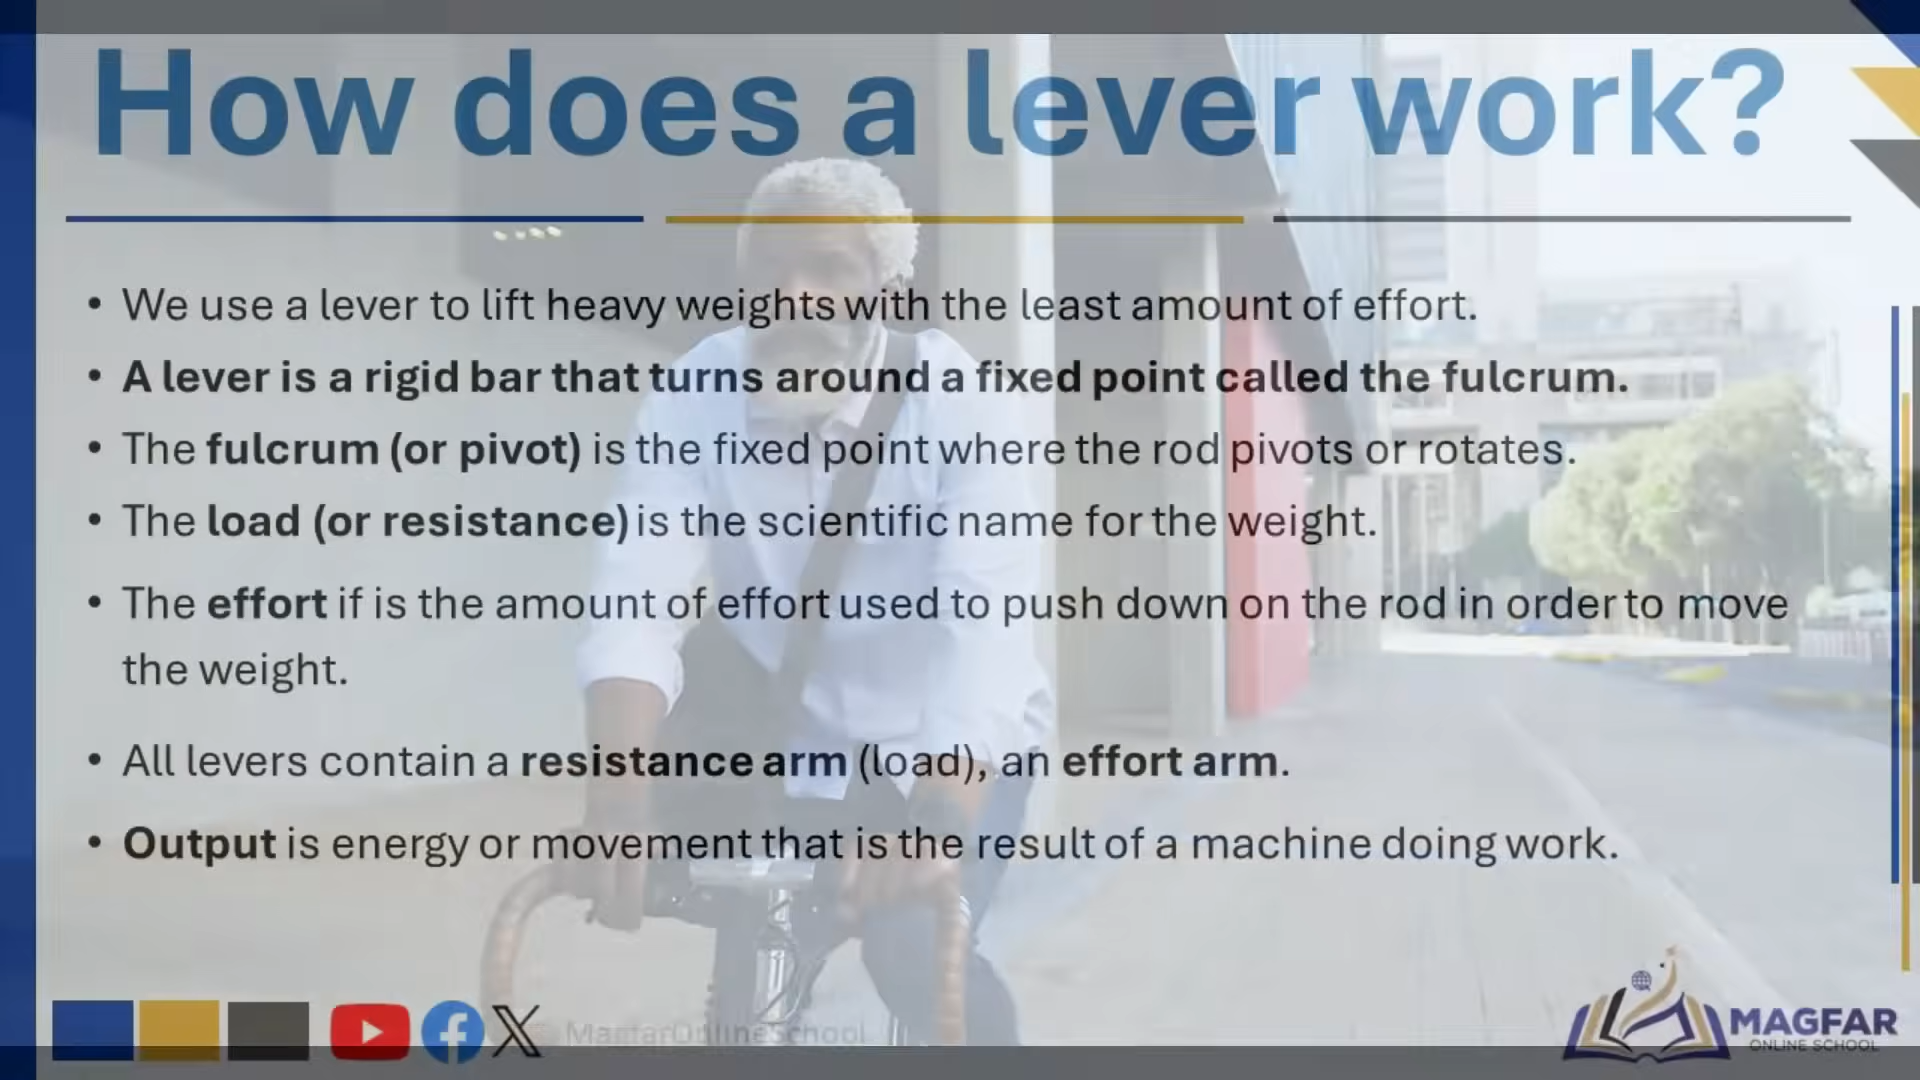 How does a lever work?
• We use a lever to lift heavy weights with the least amount of effort.
• A lever is a rigid bar that turns around a fixed point called the fulcrum.
• The fulcrum (or pivot) is the fixed point where the rod pivots or rotates.
• The load (or resistance) is the scientific name for the weight.
• The effort if is the amount of effort used to push down on the rod in order to move
the weight.
• All levers contain a resistance arm (load), an effort arm.
• Output is energy or movement that is the result of a machine doing work.
MagfarOnlineSchool
MAGFAR
ONLINE SCHOOL